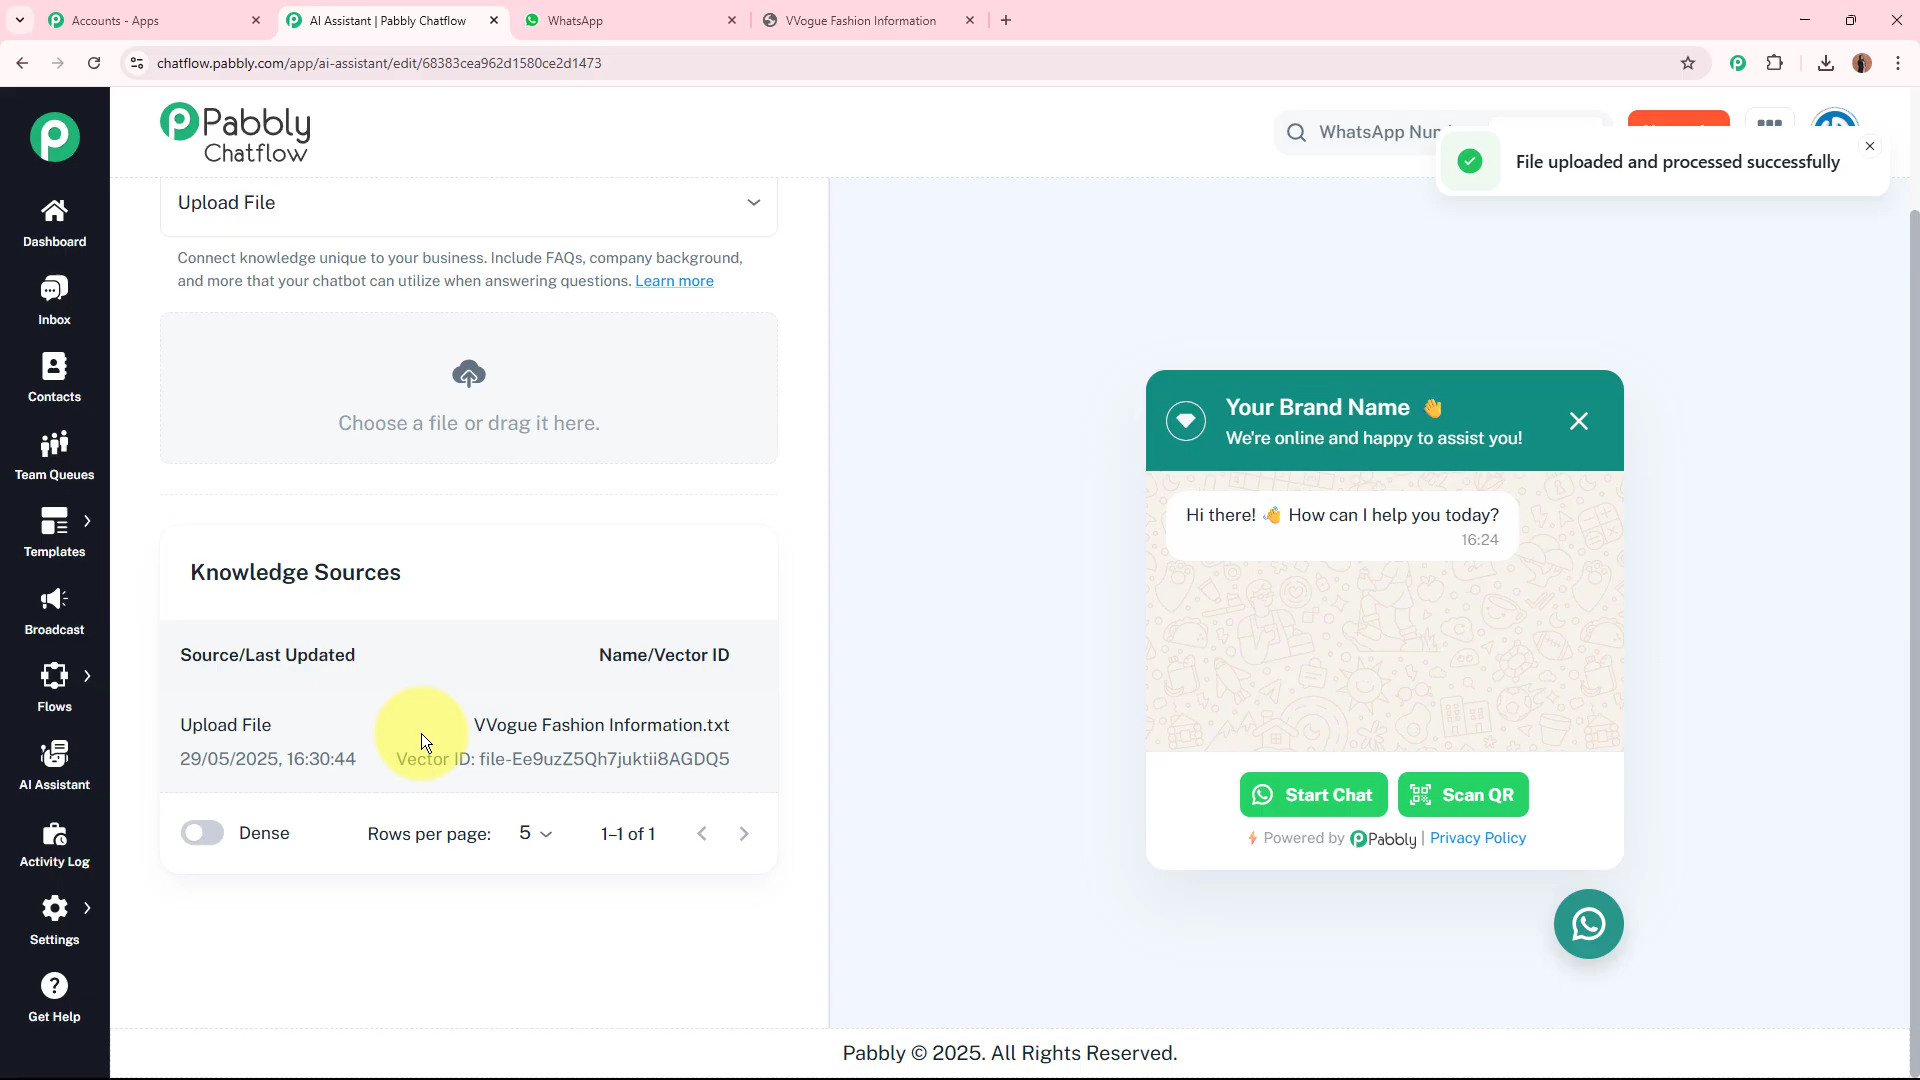 Accounts - Apps
AI Assistant | Pabbly Chatflow
WhatsApp
VVogue Fashion Information
chatflow.pabbly.com/app/ai-assistant/edit/68383cea962d1580ce2d1473
Pabbly
Chatflow
WhatsApp Num
File uploaded and processed successfully
Dashboard
Inbox
Contacts
Team Queues
Templates
Broadcast
Flows
AI Assistant
Activity Log
Settings
Get Help
Upload File
Connect knowledge unique to your business. Include FAQs, company background,
and more that your chatbot can utilize when answering questions. Learn more
Choose a file or drag it here.
Knowledge Sources
Source/Last Updated
Name/Vector ID
Upload File
VVogue Fashion Information.txt
29/05/2025, 16:30:44
Vector ID: file-Ee9uzZ5Qh7juktii8AGDQ5
Dense
Rows per page: 5
1–1 of 1
Your Brand Name 👋
We're online and happy to assist you!
Hi there! 👋 How can I help you today?
16:24
Start Chat
Scan QR
Powered by Pabbly | Privacy Policy
Pabbly © 2025. All Rights Reserved.